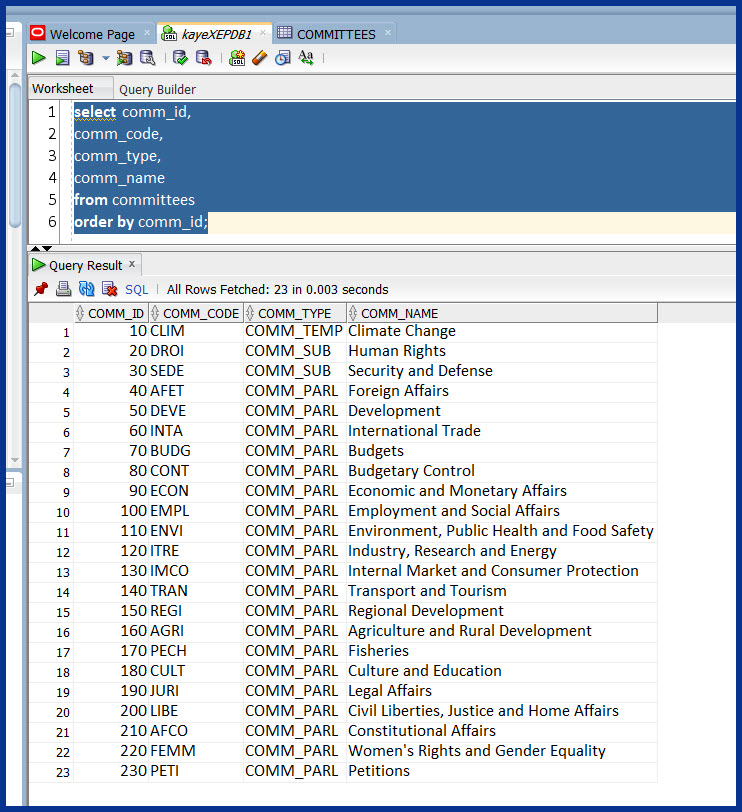 Welcome Page × kayeXEPDB1 × COMMITTEES ×
SQL
Worksheet Query Builder
1 select comm_id,
2 comm_code,
3 comm_type,
4 comm_name
5 from committees
6 order by comm_id;
Query Result ×
SQL | All Rows Fetched: 23 in 0.003 seconds
COMM_ID COMM_CODE COMM_TYPE COMM_NAME
1 10 CLIM COMM_TEMP Climate Change
2 20 DROI COMM_SUB Human Rights
3 30 SEDE COMM_SUB Security and Defense
4 40 AFET COMM_PARL Foreign Affairs
5 50 DEVE COMM_PARL Development
6 60 INTA COMM_PARL International Trade
7 70 BUDG COMM_PARL Budgets
8 80 CONT COMM_PARL Budgetary Control
9 90 ECON COMM_PARL Economic and Monetary Affairs
10 100 EMPL COMM_PARL Employment and Social Affairs
11 110 ENVI COMM_PARL Environment, Public Health and Food Safety
12 120 ITRE COMM_PARL Industry, Research and Energy
13 130 IMCO COMM_PARL Internal Market and Consumer Protection
14 140 TRAN COMM_PARL Transport and Tourism
15 150 REGI COMM_PARL Regional Development
16 160 AGRI COMM_PARL Agriculture and Rural Development
17 170 PECH COMM_PARL Fisheries
18 180 CULT COMM_PARL Culture and Education
19 190 JURI COMM_PARL Legal Affairs
20 200 LIBE COMM_PARL Civil Liberties, Justice and Home Affairs
21 210 AFCO COMM_PARL Constitutional Affairs
22 220 FEMM COMM_PARL Women's Rights and Gender Equality
23 230 PETI COMM_PARL Petitions